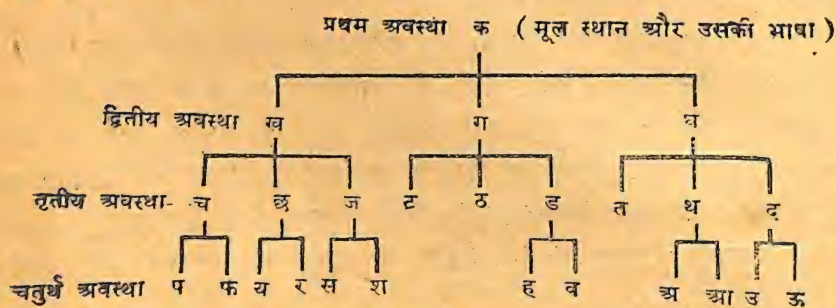 प्रथम अवस्था क ( मूल स्थान और उसकी भाषा )
द्वितीय अवस्था ख ग घ
तृतीय अवस्था- च छ ज ट ठ ड त थ द
चतुर्थ अवस्था प फ य र स श ह व अ आ उ ऊ